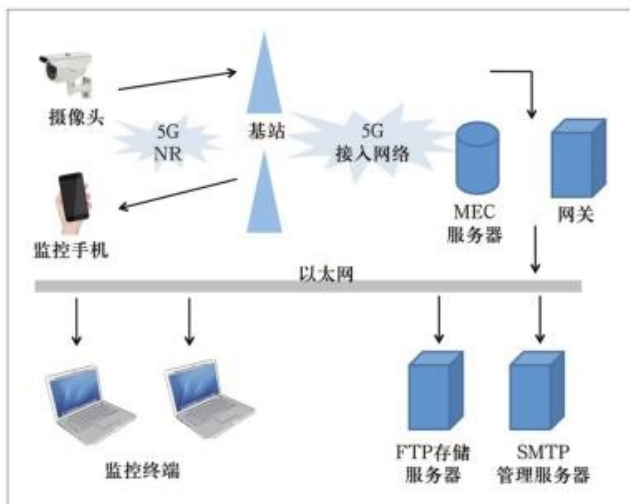 摄像头
5G
NR
基站
5G
接入网络
MEC
服务器
网关
监控手机
以太网
监控终端
FTP存储
服务器
SMTP
管理服务器